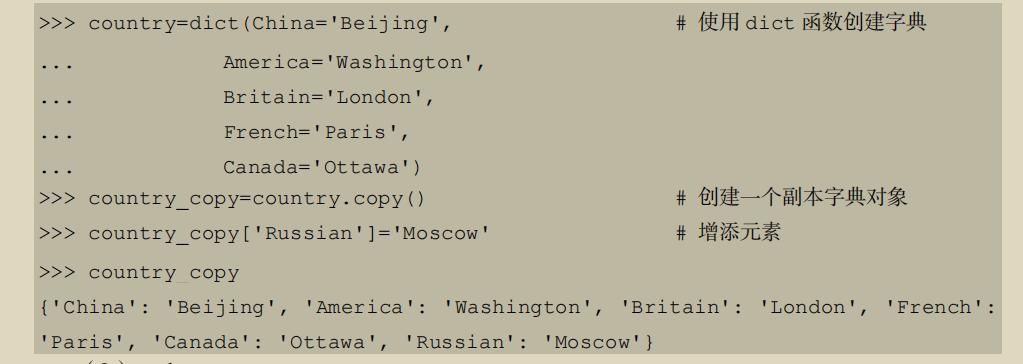 >>> country=dict(China='Beijing', # 使用 dict 函数创建字典
... America='Washington',
... Britain='London',
... French='Paris',
... Canada='Ottawa')
>>> country_copy=country.copy() # 创建一个副本字典对象
>>> country_copy['Russian']='Moscow' # 增添元素
>>> country_copy
{'China': 'Beijing', 'America': 'Washington', 'Britain': 'London', 'French':
'Paris', 'Canada': 'Ottawa', 'Russian': 'Moscow'}